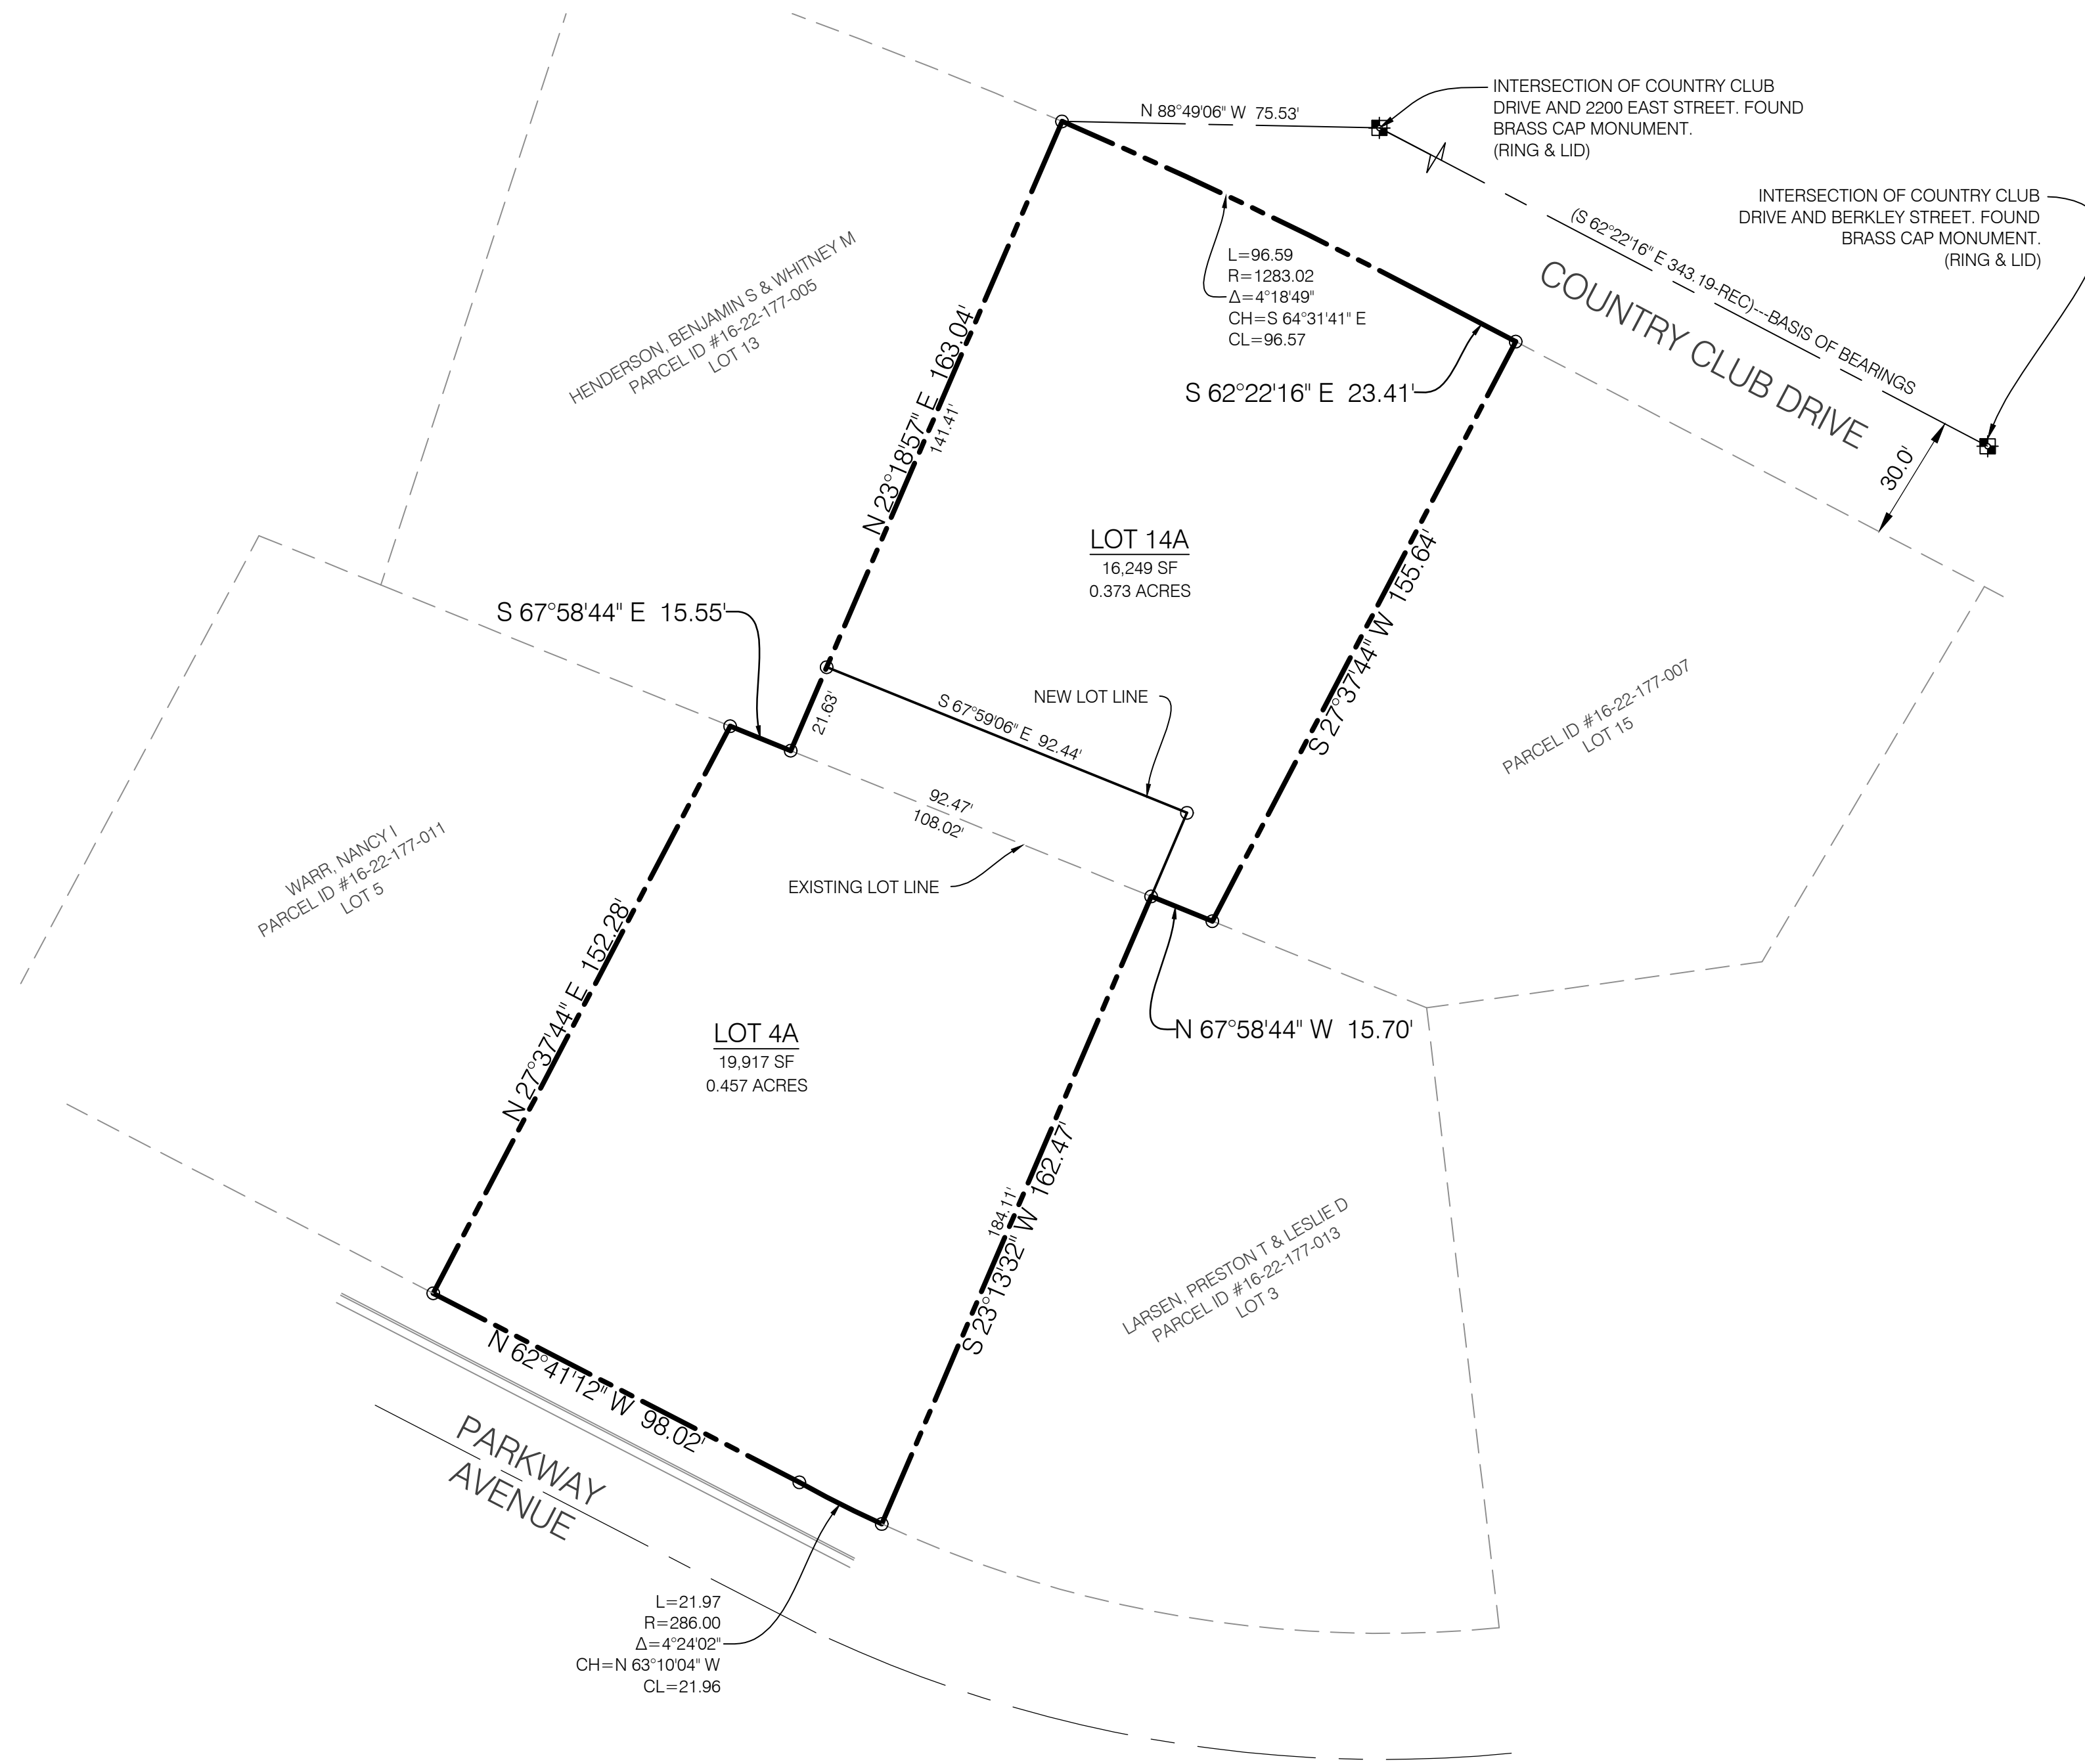 N 88°49'06" W 75.53'
INTERSECTION OF COUNTRY CLUB
DRIVE AND 2200 EAST STREET. FOUND
BRASS CAP MONUMENT.
(RING & LID)
INTERSECTION OF COUNTRY CLUB
DRIVE AND BERKLEY STREET. FOUND
BRASS CAP MONUMENT.
(RING & LID)
(S 62°22'16" E 343.19-REC)---BASIS OF BEARINGS
COUNTRY CLUB DRIVE
30.0'
L=96.59
R=1283.02
Δ=4°18'49"
CH=S 64°31'41" E
CL=96.57
S 62°22'16" E 23.41'
HENDERSON, BENJAMIN S & WHITNEY M
PARCEL ID #16-22-177-005
LOT 13
N 23°18'57" E 163.04'
141.41'
LOT 14A
16,249 SF
0.373 ACRES
S 27°37'44" W 155.64'
S 67°58'44" E 15.55'
21.63'
NEW LOT LINE
S 67°59'06" E 92.44'
PARCEL ID #16-22-177-007
LOT 15
92.47'
108.02'
EXISTING LOT LINE
WARR, NANCY I
PARCEL ID #16-22-177-011
LOT 5
N 27°37'44" E 152.28'
LOT 4A
19,917 SF
0.457 ACRES
N 67°58'44" W 15.70'
184.11'
S 23°13'32" W 162.47'
LARSEN, PRESTON T & LESLIE D
PARCEL ID #16-22-177-013
LOT 3
N 62°41'12" W 98.02'
PARKWAY
AVENUE
L=21.97
R=286.00
Δ=4°24'02"
CH=N 63°10'04" W
CL=21.96